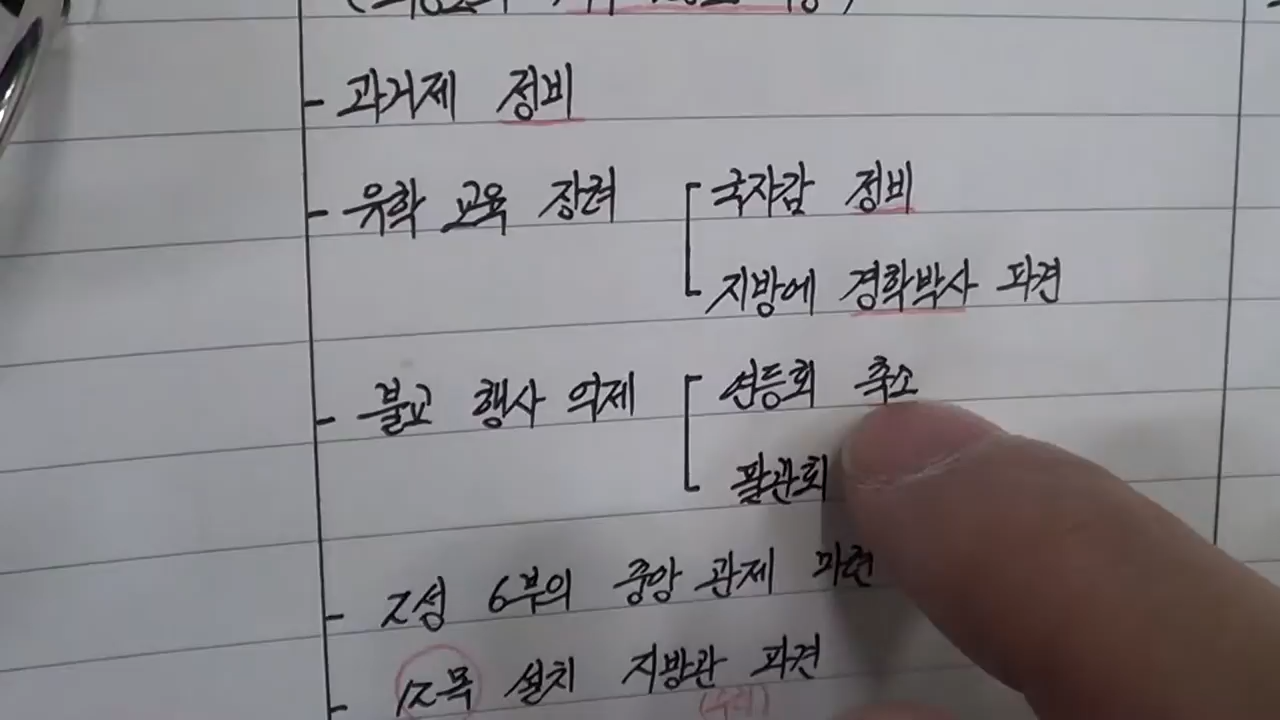 - 과거제 정비
- 유학 교육 장려 국자감 정비
지방에 경학박사 파견
- 불교 행사 억제 연등회 축소
팔관회
- 2성 6부의 중앙 관제 마련
- 12목 설치 지방관 파견